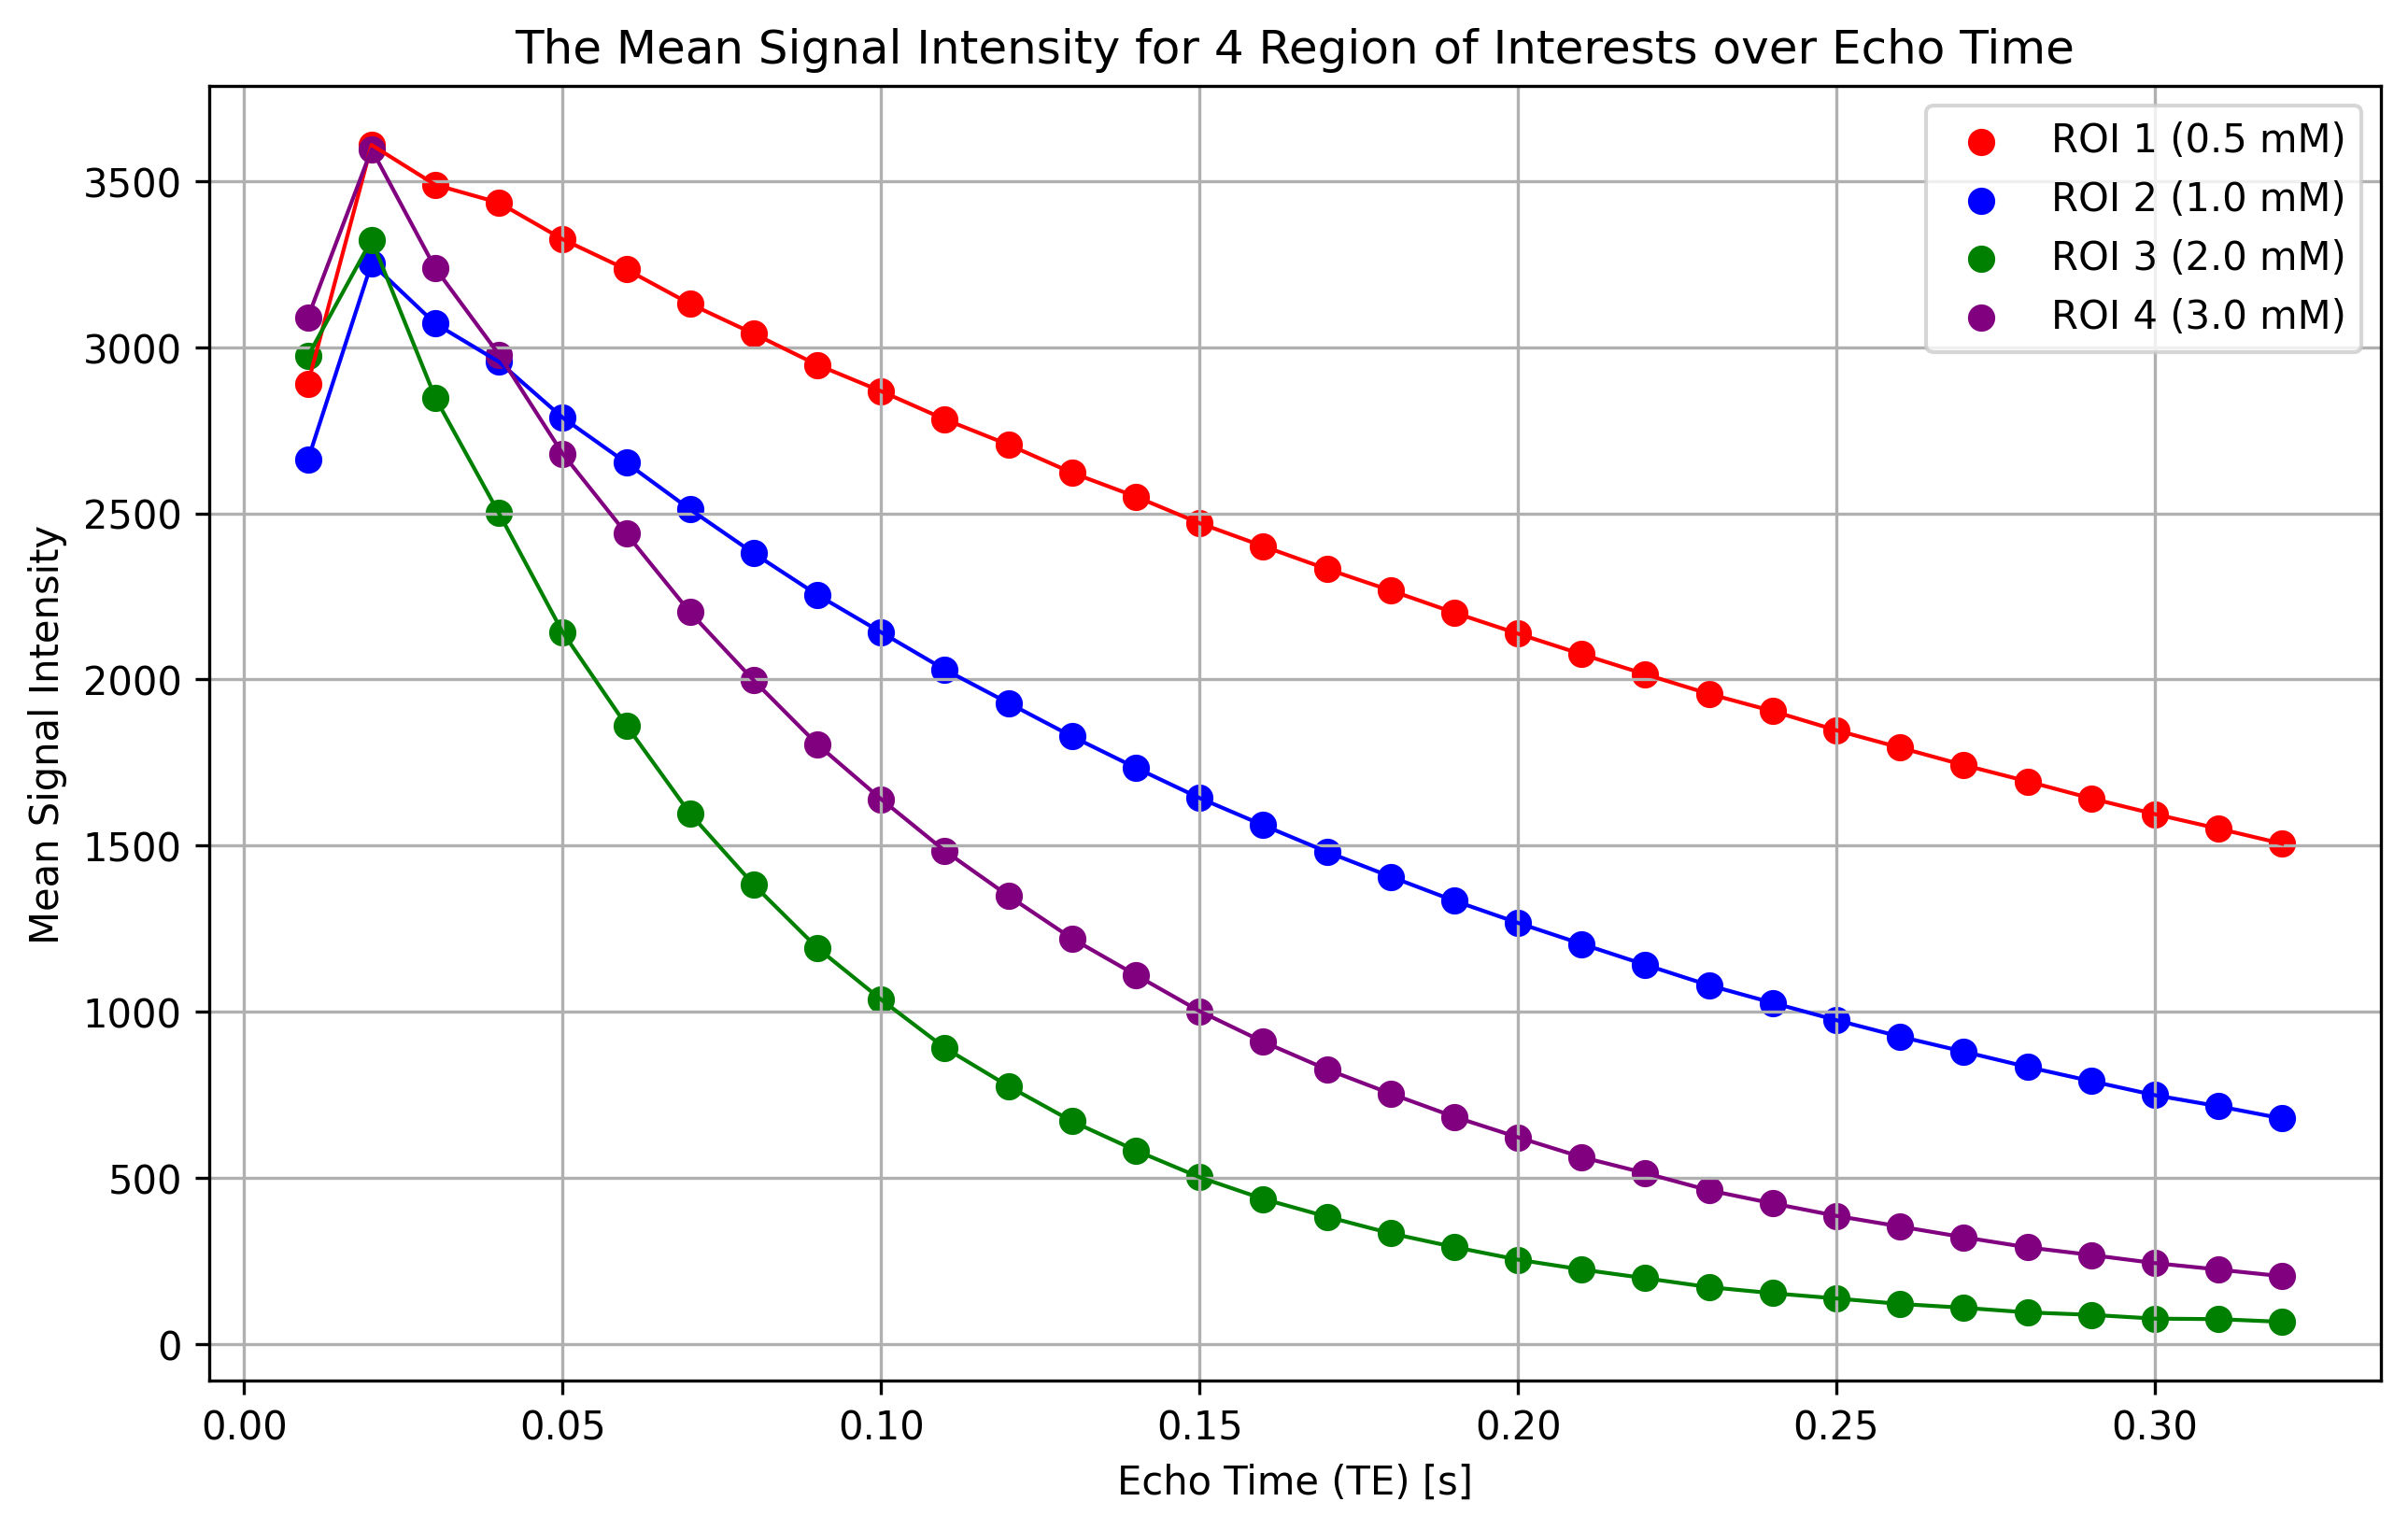 The Mean Signal Intensity for 4 Region of Interests over Echo Time
ROI 1 (0.5 mM)
ROI 2 (1.0 mM)
ROI 3 (2.0 mM)
ROI 4 (3.0 mM)
Mean Signal Intensity
3500
3000
2500
2000
1500
1000
500
0
0.00 0.05 0.10 0.15 0.20 0.25 0.30
Echo Time (TE) [s]